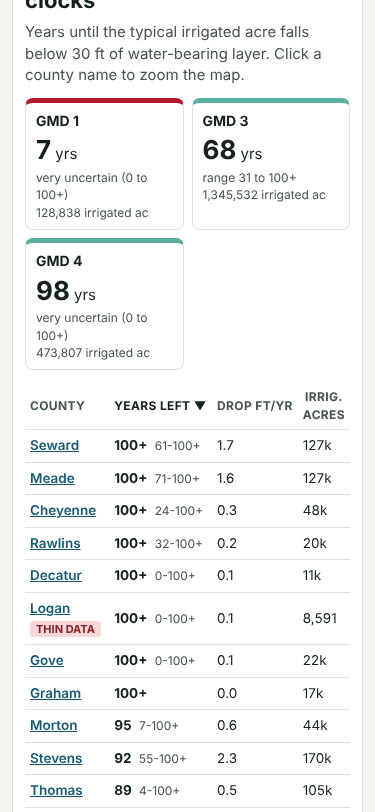 clocks
Years until the typical irrigated acre falls
below 30 ft of water-bearing layer. Click a
county name to zoom the map.
GMD 1
7 yrs
very uncertain (0 to
100+)
128,838 irrigated ac
GMD 3
68 yrs
range 31 to 100+
1,345,532 irrigated ac
GMD 4
98 yrs
very uncertain (0 to
100+)
473,807 irrigated ac
COUNTY YEARS LEFT ▼ DROP FT/YR IRRIG. ACRES
Seward 100+ 61-100+ 1.7 127k
Meade 100+ 71-100+ 1.6 127k
Cheyenne 100+ 24-100+ 0.3 48k
Rawlins 100+ 32-100+ 0.2 20k
Decatur 100+ 0-100+ 0.1 11k
Logan THIN DATA 100+ 0-100+ 0.1 8,591
Gove 100+ 0-100+ 0.1 22k
Graham 100+ 0.0 17k
Morton 95 7-100+ 0.6 44k
Stevens 92 55-100+ 2.3 170k
Thomas 89 4-100+ 0.5 105k